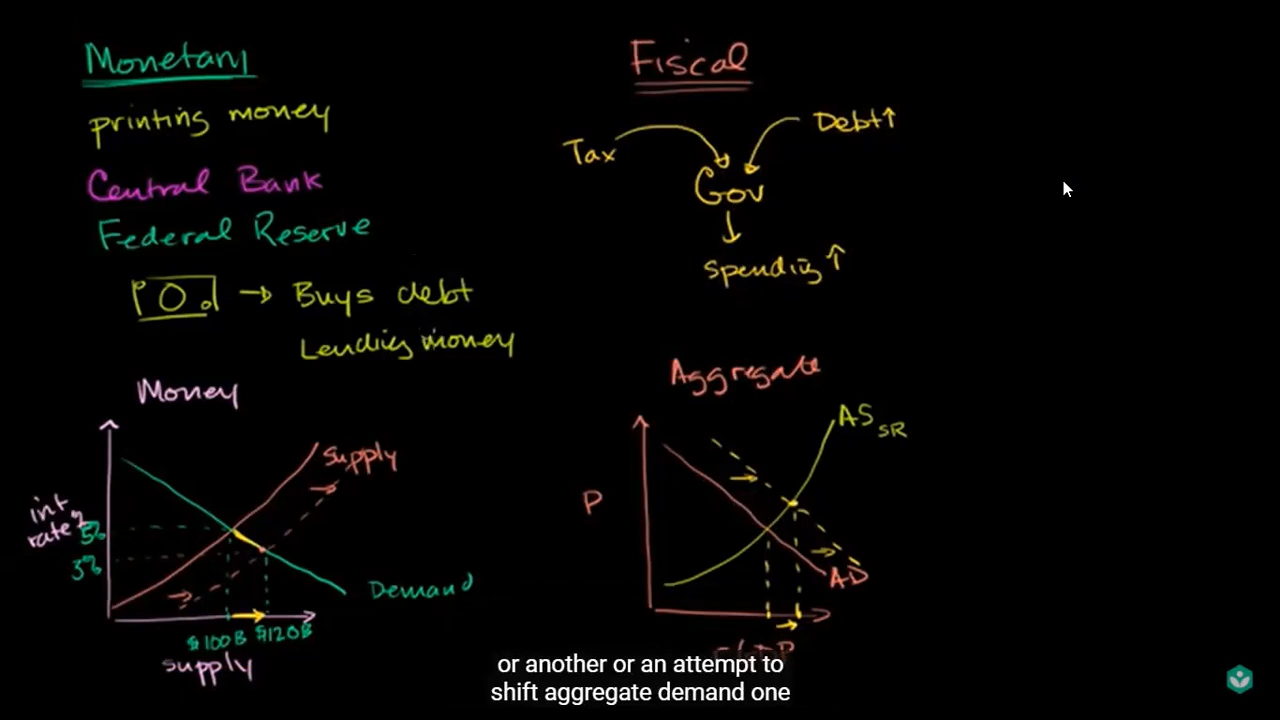 Monetary
printing money
Central Bank
Federal Reserve
→ Buys debt
Lending money
Money
int
rate
5%
3%
Supply
Demand
$100B $120B
supply
Fiscal
Tax
Debt↑
Gov
Spending↑
Aggregate
P
AS SR
AD
or another or an attempt to
shift aggregate demand one